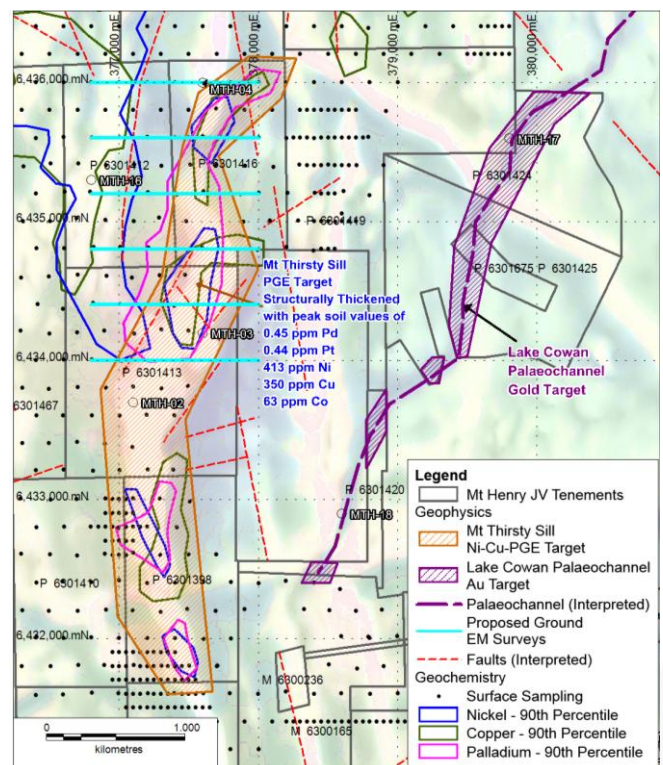 377,000 mE
378,000 mE
379,000 mE
380,000 mE
6,436,000 mN
MTH-04
MTH-17
P 6301412
P 6301416
MTH-16
P 6301424
6,435,000 mN
P 6301419
P 6301675
P 6301425
Mt Thirsty Sill
PGE Target
Structurally Thickened
with peak soil values of
0.45 ppm Pd
0.44 ppm Pt
413 ppm Ni
350 ppm Cu
63 ppm Co
MTH-03
Lake Cowan
Palaeochannel
Gold Target
6,434,000 mN
P 6301413
6301467
MTH-02
6,433,000 mN
P 6301420
MTH-18
P 6301410
P 6301398
6,432,000 mN
M 6300236
M 6300165
0
1,000
kilometres
Legend
Mt Henry JV Tenements
Geophysics
Mt Thirsty Sill
Ni-Cu-PGE Target
Lake Cowan Palaeochannel
Au Target
Palaeochannel (Interpreted)
Proposed Ground
EM Surveys
Faults (Interpreted)
Geochemistry
Surface Sampling
Nickel - 90th Percentile
Copper - 90th Percentile
Palladium - 90th Percentile